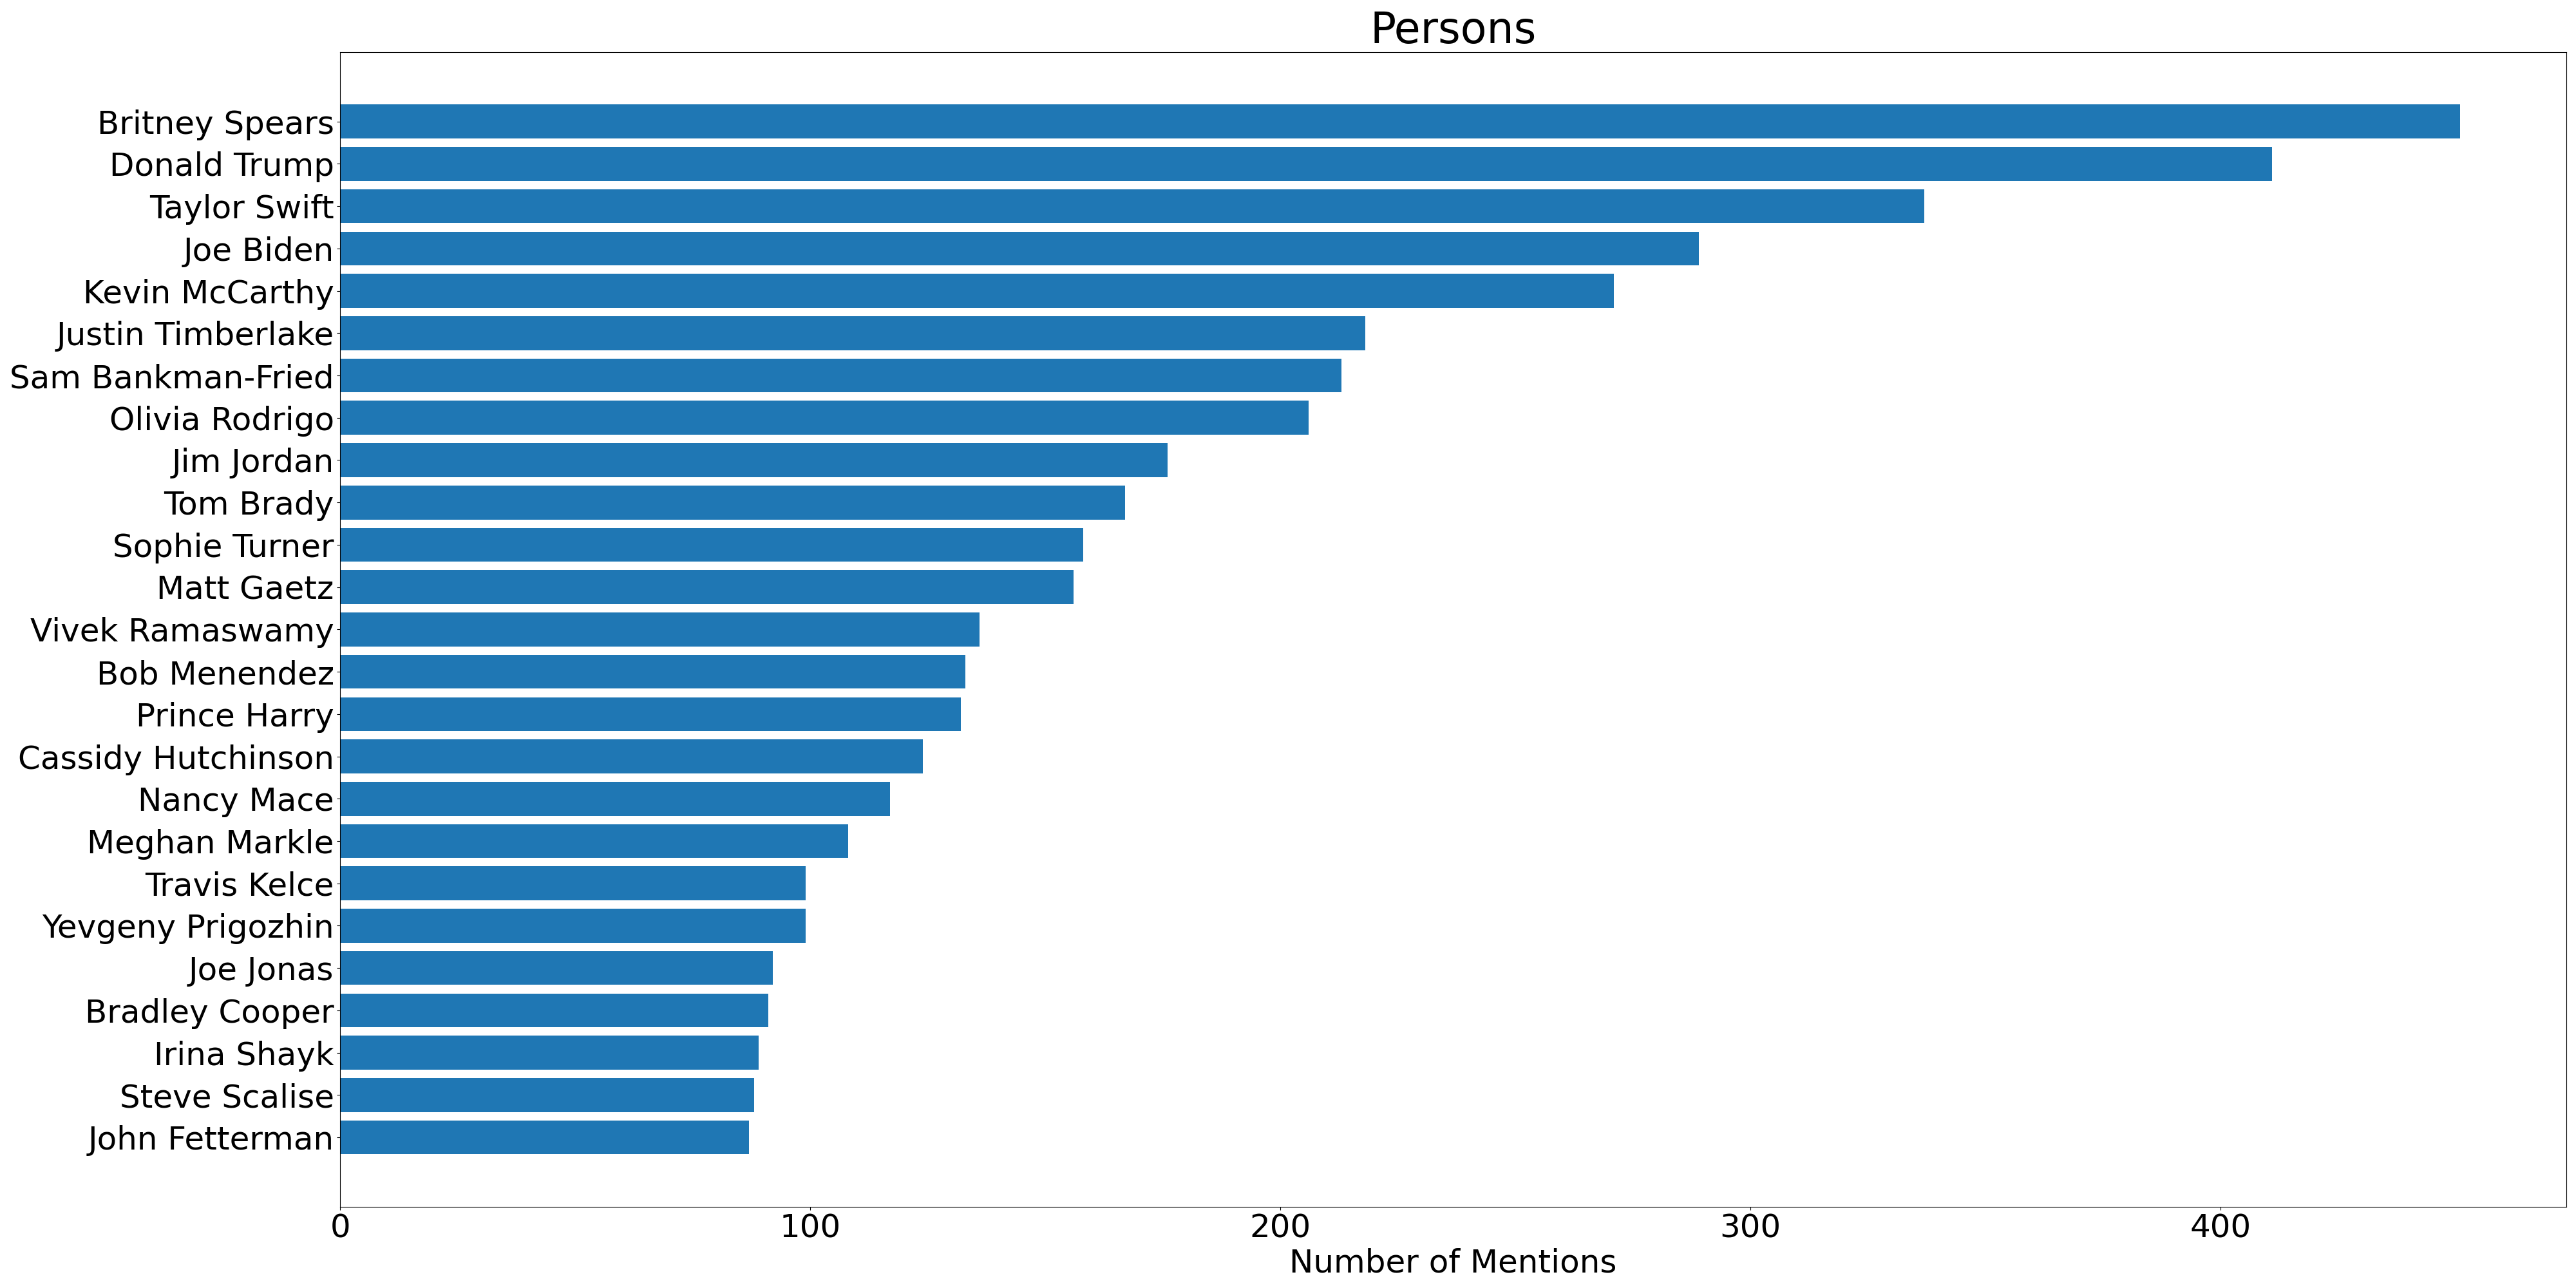 Persons
Britney Spears
Donald Trump
Taylor Swift
Joe Biden
Kevin McCarthy
Justin Timberlake
Sam Bankman-Fried
Olivia Rodrigo
Jim Jordan
Tom Brady
Sophie Turner
Matt Gaetz
Vivek Ramaswamy
Bob Menendez
Prince Harry
Cassidy Hutchinson
Nancy Mace
Meghan Markle
Travis Kelce
Yevgeny Prigozhin
Joe Jonas
Bradley Cooper
Irina Shayk
Steve Scalise
John Fetterman
0 100 200 300 400
Number of Mentions